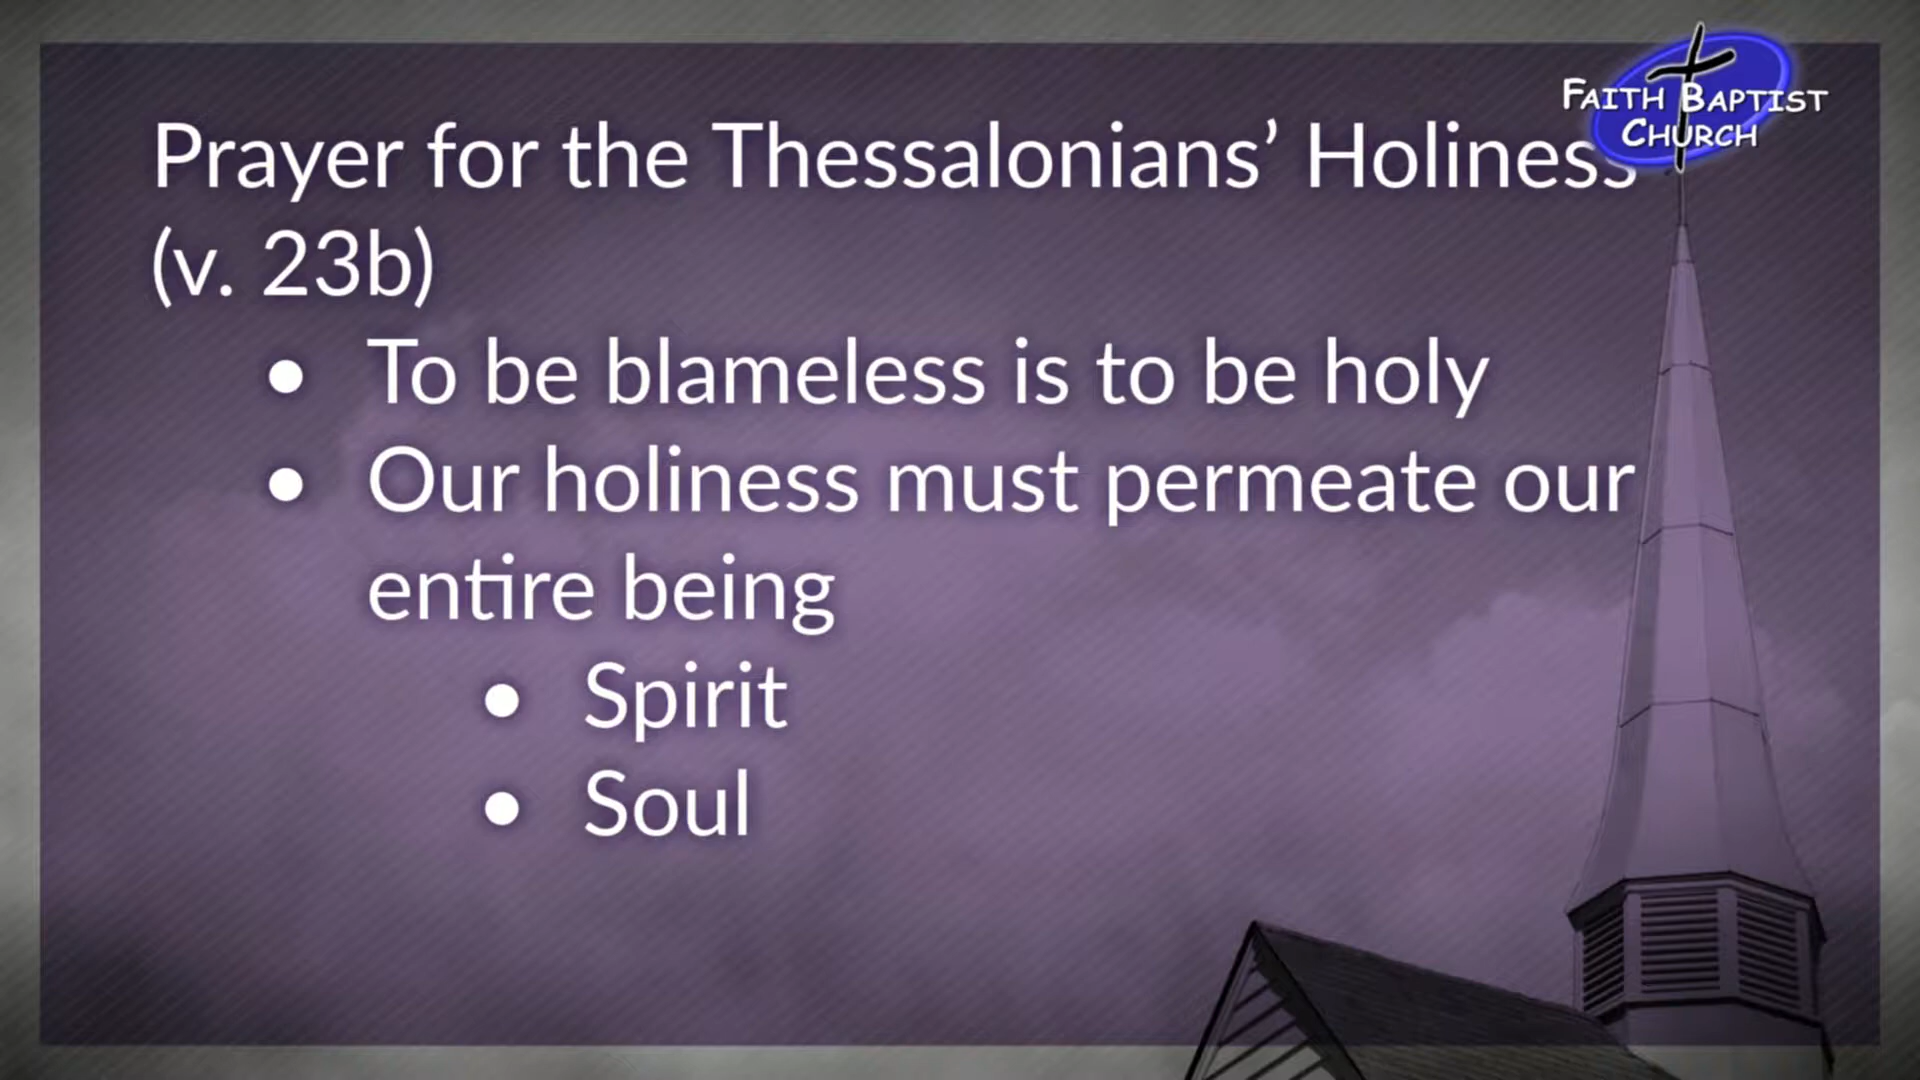 FAITH BAPTIST
CHURCH
Prayer for the Thessalonians’ Holiness
(v. 23b)
• To be blameless is to be holy
• Our holiness must permeate our
entire being
• Spirit
• Soul